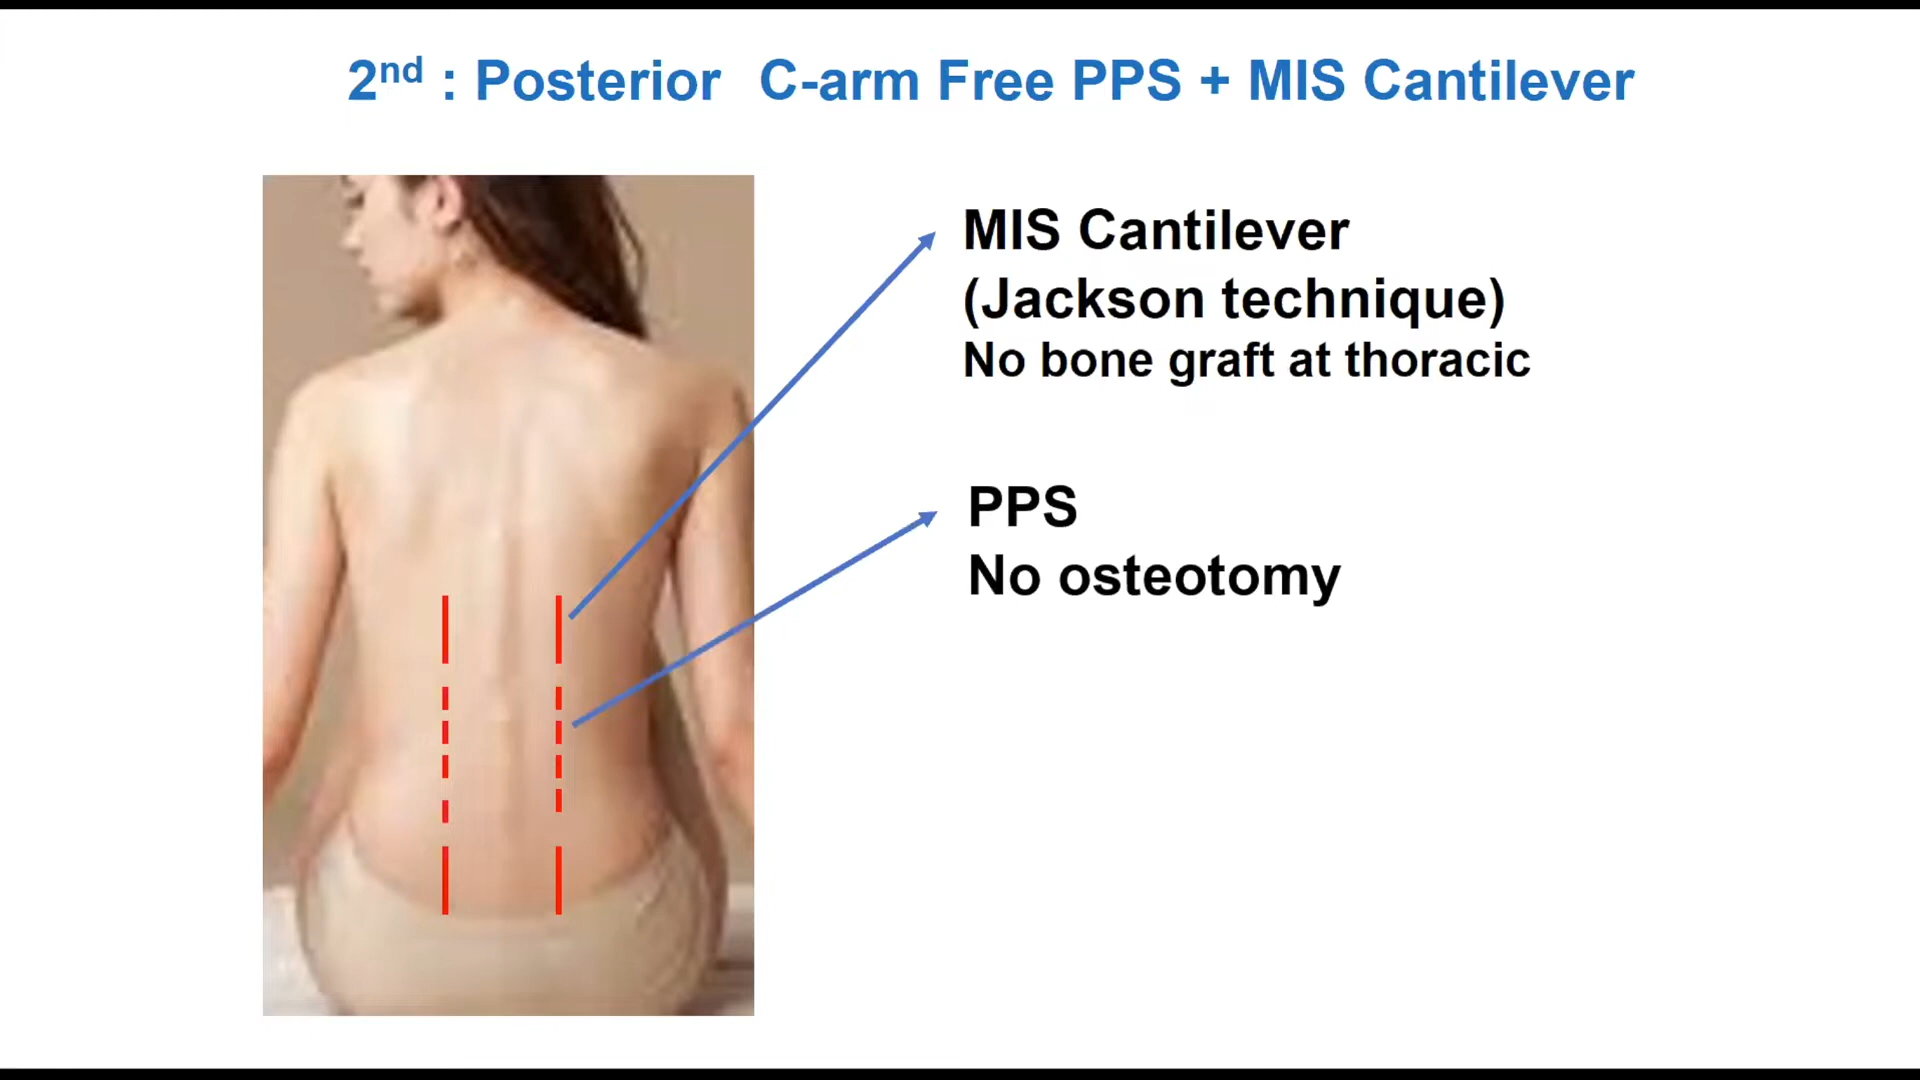 2nd : Posterior C-arm Free PPS + MIS Cantilever
MIS Cantilever
(Jackson technique)
No bone graft at thoracic
PPS
No osteotomy